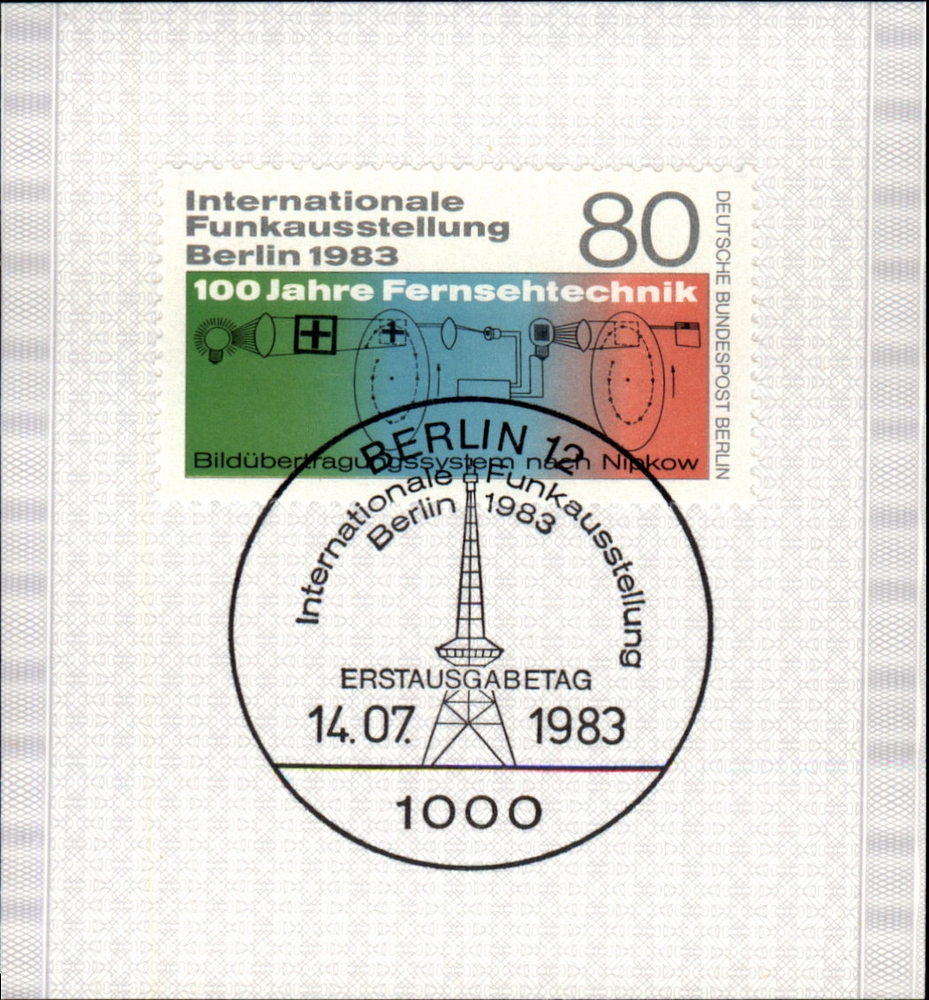 Internationale
Funkausstellung
Berlin 1983
80
DEUTSCHE BUNDESPOST BERLIN
100 Jahre Fernsehtechnik
Bildübertragungssystem nach Nipkow
BERLIN 12
Internationale Funkausstellung
Berlin 1983
ERSTAUSGABETAG
14.07. 1983
1000